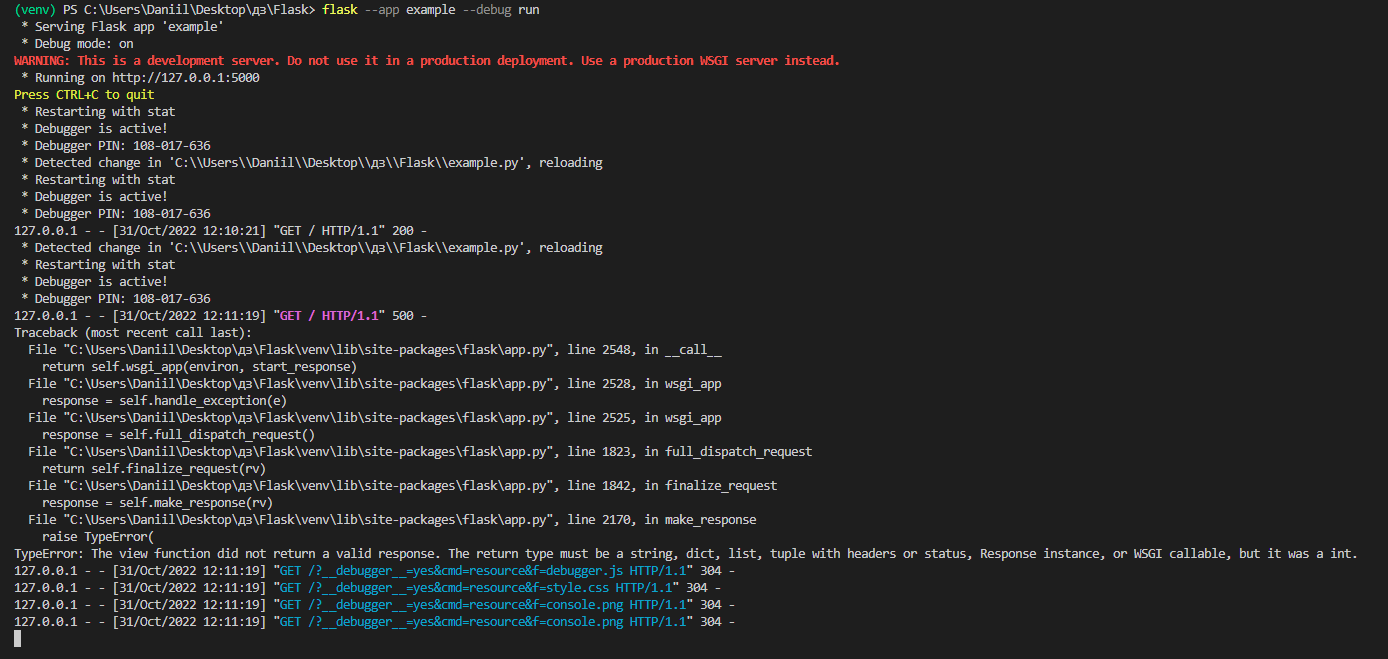 (venv) PS C:\Users\Daniil\Desktop\дз\Flask> flask --app example --debug run
 * Serving Flask app 'example'
 * Debug mode: on
WARNING: This is a development server. Do not use it in a production deployment. Use a production WSGI server instead.
 * Running on http://127.0.0.1:5000
Press CTRL+C to quit
 * Restarting with stat
 * Debugger is active!
 * Debugger PIN: 108-017-636
 * Detected change in 'C:\\Users\\Daniil\\Desktop\\дз\\Flask\\example.py', reloading
 * Restarting with stat
 * Debugger is active!
 * Debugger PIN: 108-017-636
127.0.0.1 - - [31/Oct/2022 12:10:21] "GET / HTTP/1.1" 200 -
 * Detected change in 'C:\\Users\\Daniil\\Desktop\\дз\\Flask\\example.py', reloading
 * Restarting with stat
 * Debugger is active!
 * Debugger PIN: 108-017-636
127.0.0.1 - - [31/Oct/2022 12:11:19] "GET / HTTP/1.1" 500 -
Traceback (most recent call last):
  File "C:\Users\Daniil\Desktop\дз\Flask\venv\lib\site-packages\flask\app.py", line 2548, in __call__
    return self.wsgi_app(environ, start_response)
  File "C:\Users\Daniil\Desktop\дз\Flask\venv\lib\site-packages\flask\app.py", line 2528, in wsgi_app
    response = self.handle_exception(e)
  File "C:\Users\Daniil\Desktop\дз\Flask\venv\lib\site-packages\flask\app.py", line 2525, in wsgi_app
    response = self.full_dispatch_request()
  File "C:\Users\Daniil\Desktop\дз\Flask\venv\lib\site-packages\flask\app.py", line 1823, in full_dispatch_request
    return self.finalize_request(rv)
  File "C:\Users\Daniil\Desktop\дз\Flask\venv\lib\site-packages\flask\app.py", line 1842, in finalize_request
    response = self.make_response(rv)
  File "C:\Users\Daniil\Desktop\дз\Flask\venv\lib\site-packages\flask\app.py", line 2170, in make_response
    raise TypeError(
TypeError: The view function did not return a valid response. The return type must be a string, dict, list, tuple with headers or status, Response instance, or WSGI callable, but it was a int.
127.0.0.1 - - [31/Oct/2022 12:11:19] "GET /?__debugger__=yes&cmd=resource&f=debugger.js HTTP/1.1" 304 -
127.0.0.1 - - [31/Oct/2022 12:11:19] "GET /?__debugger__=yes&cmd=resource&f=style.css HTTP/1.1" 304 -
127.0.0.1 - - [31/Oct/2022 12:11:19] "GET /?__debugger__=yes&cmd=resource&f=console.png HTTP/1.1" 304 -
127.0.0.1 - - [31/Oct/2022 12:11:19] "GET /?__debugger__=yes&cmd=resource&f=console.png HTTP/1.1" 304 -